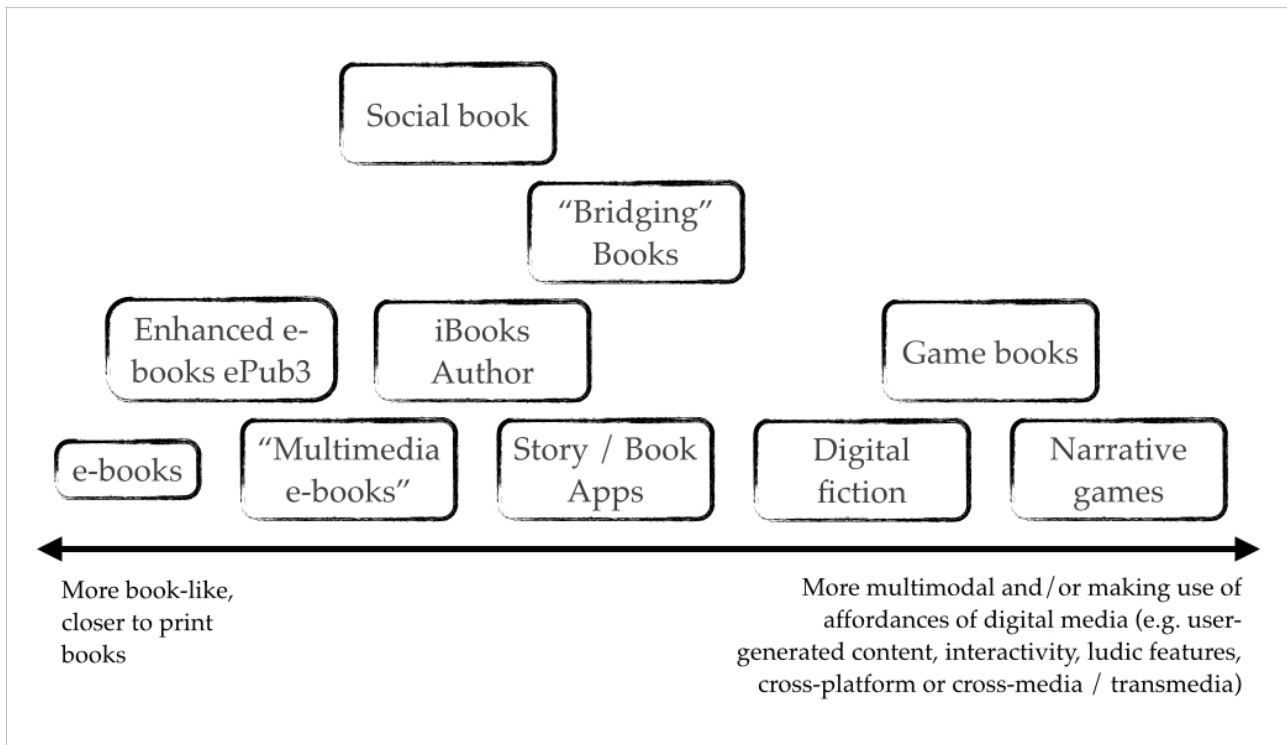 Social book
“Bridging”
Books
Enhanced e-
books ePub3
iBooks
Author
Game books
e-books
“Multimedia
e-books”
Story / Book
Apps
Digital
fiction
Narrative
games
More book-like,
closer to print
books
More multimodal and/or making use of
affordances of digital media (e.g. user-
generated content, interactivity, ludic features,
cross-platform or cross-media / transmedia)